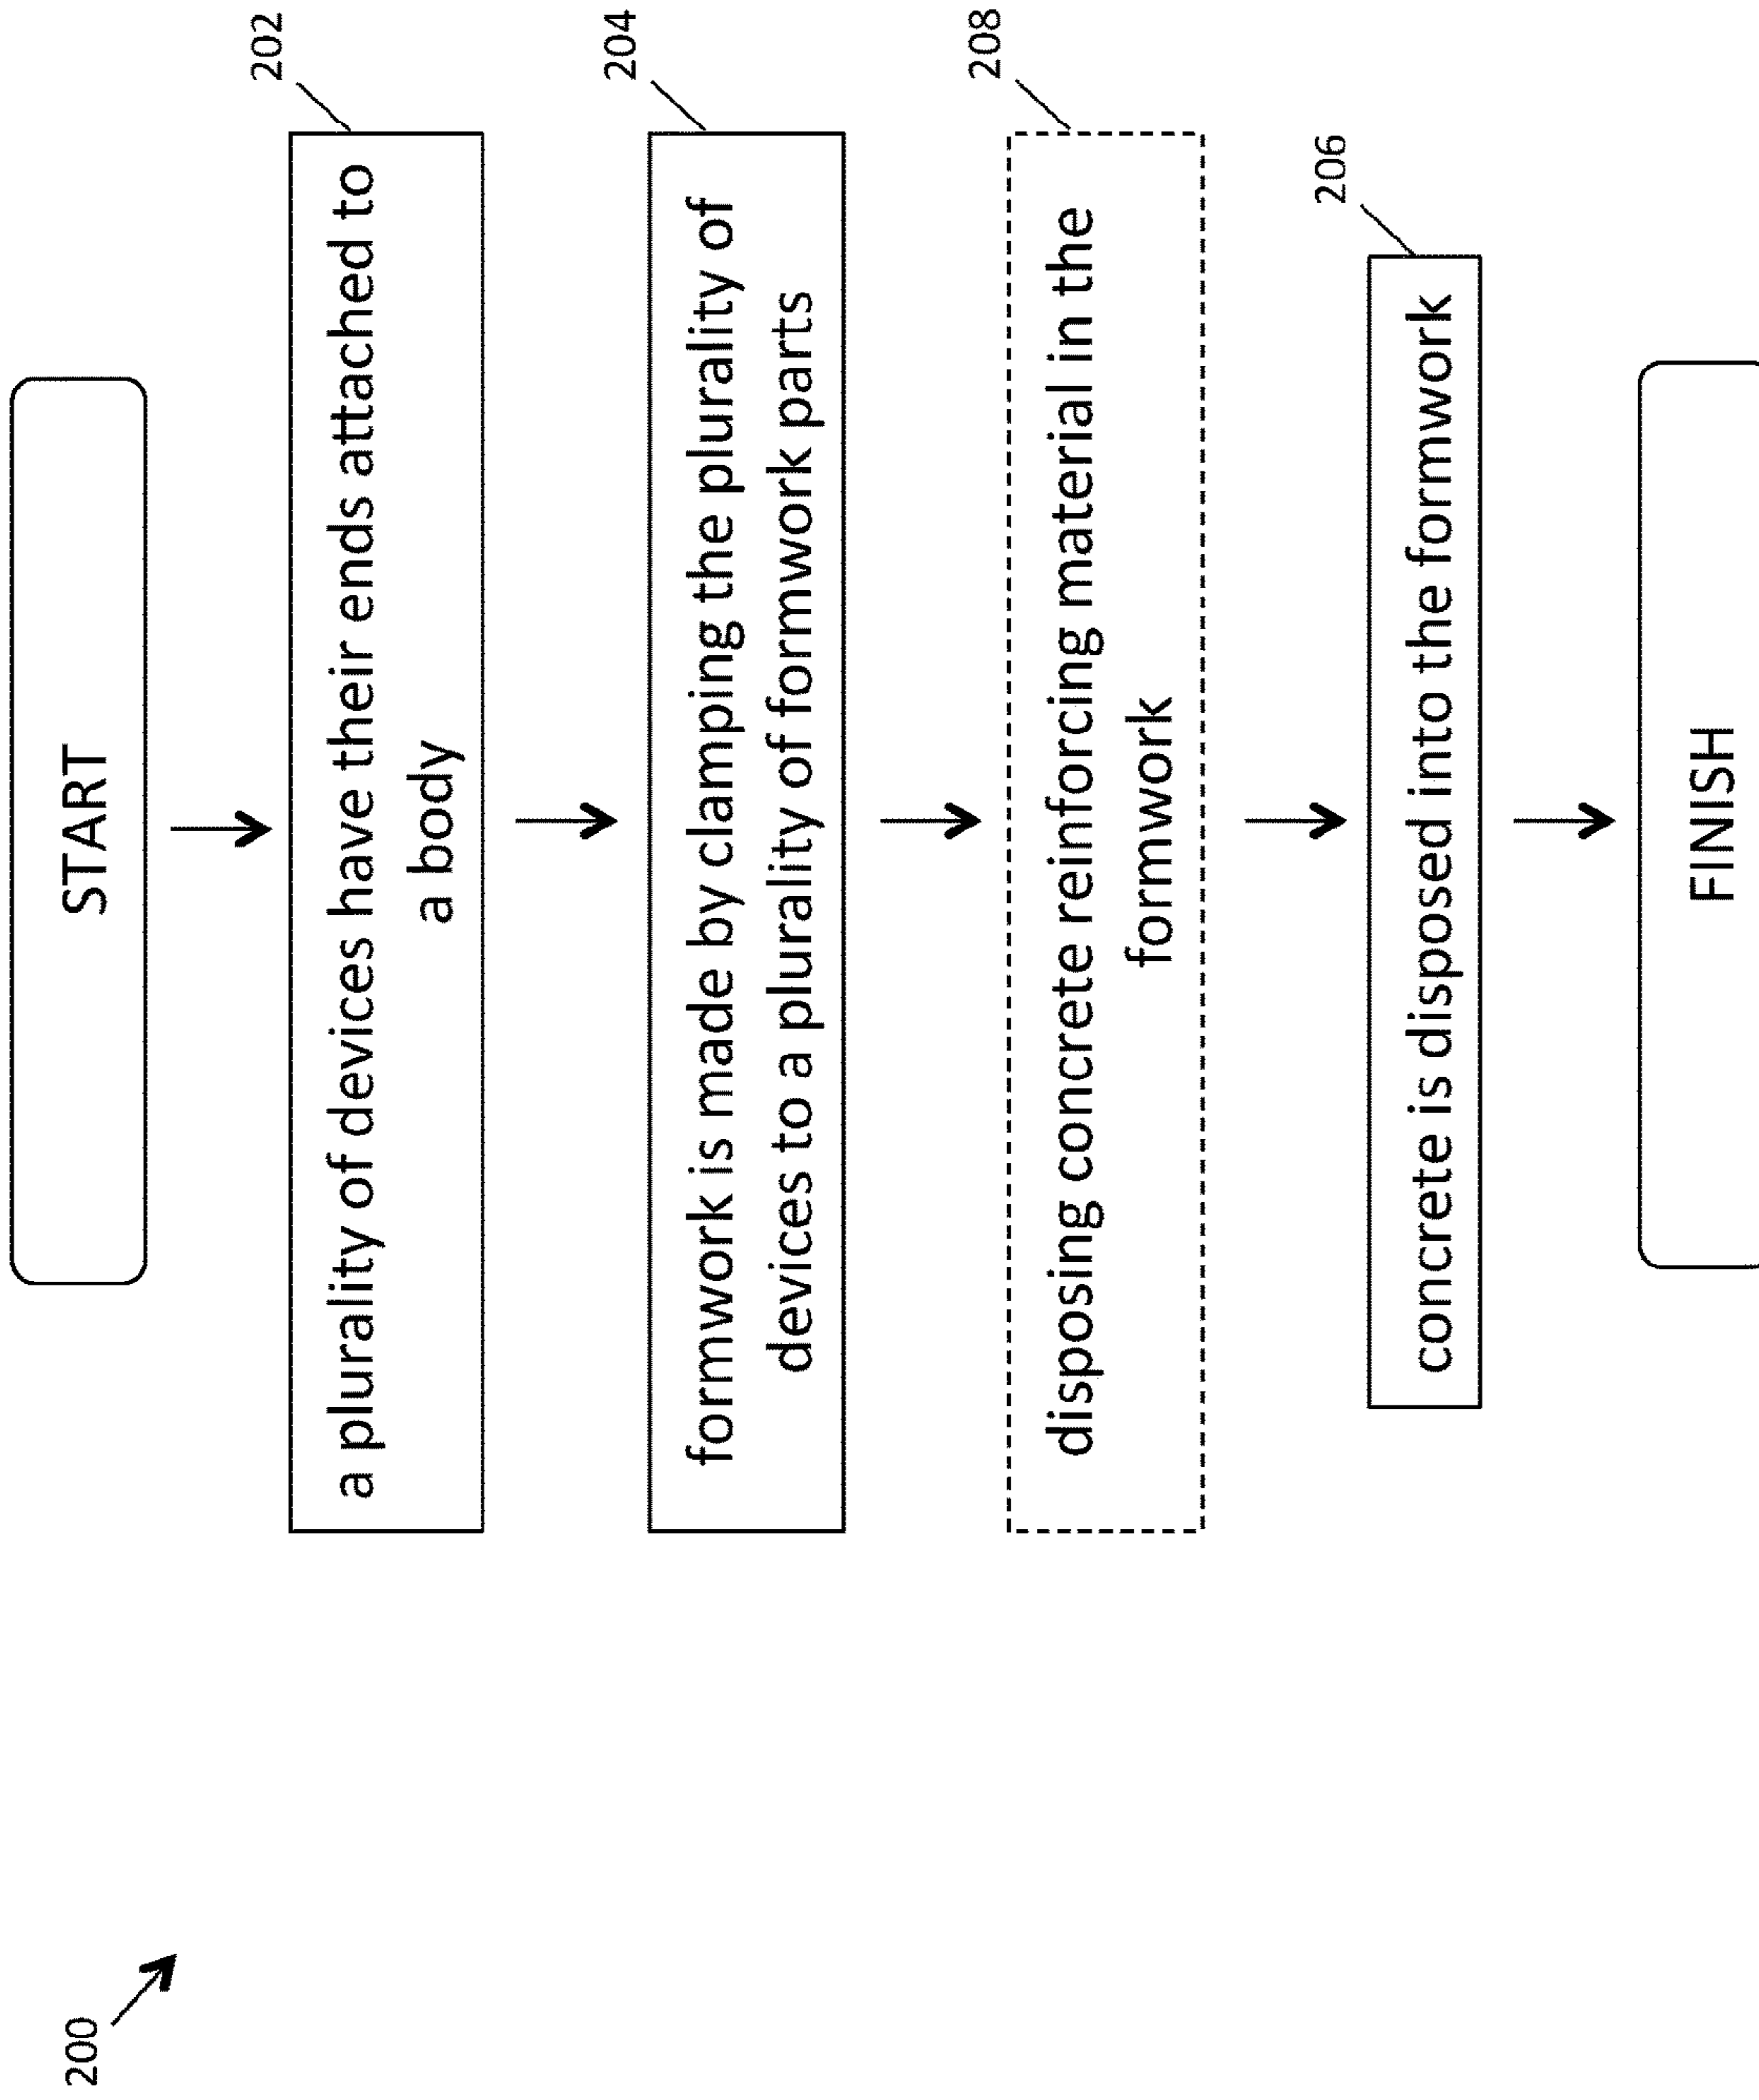 200
START
202
a plurality of devices have their ends attached to
a body
204
formwork is made by clamping the plurality of
devices to a plurality of formwork parts
208
disposing concrete reinforcing material in the
formwork
206
concrete is disposed into the formwork
FINISH